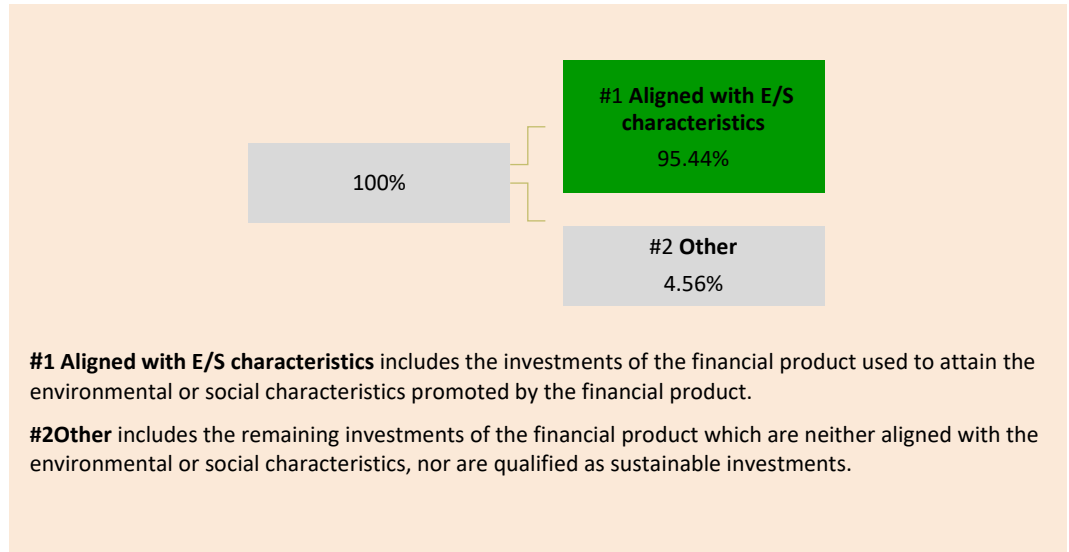 #1 Aligned with E/S
characteristics
95.44%
100%
#2 Other
4.56%
#1 Aligned with E/S characteristics includes the investments of the financial product used to attain the
environmental or social characteristics promoted by the financial product.
#2Other includes the remaining investments of the financial product which are neither aligned with the
environmental or social characteristics, nor are qualified as sustainable investments.